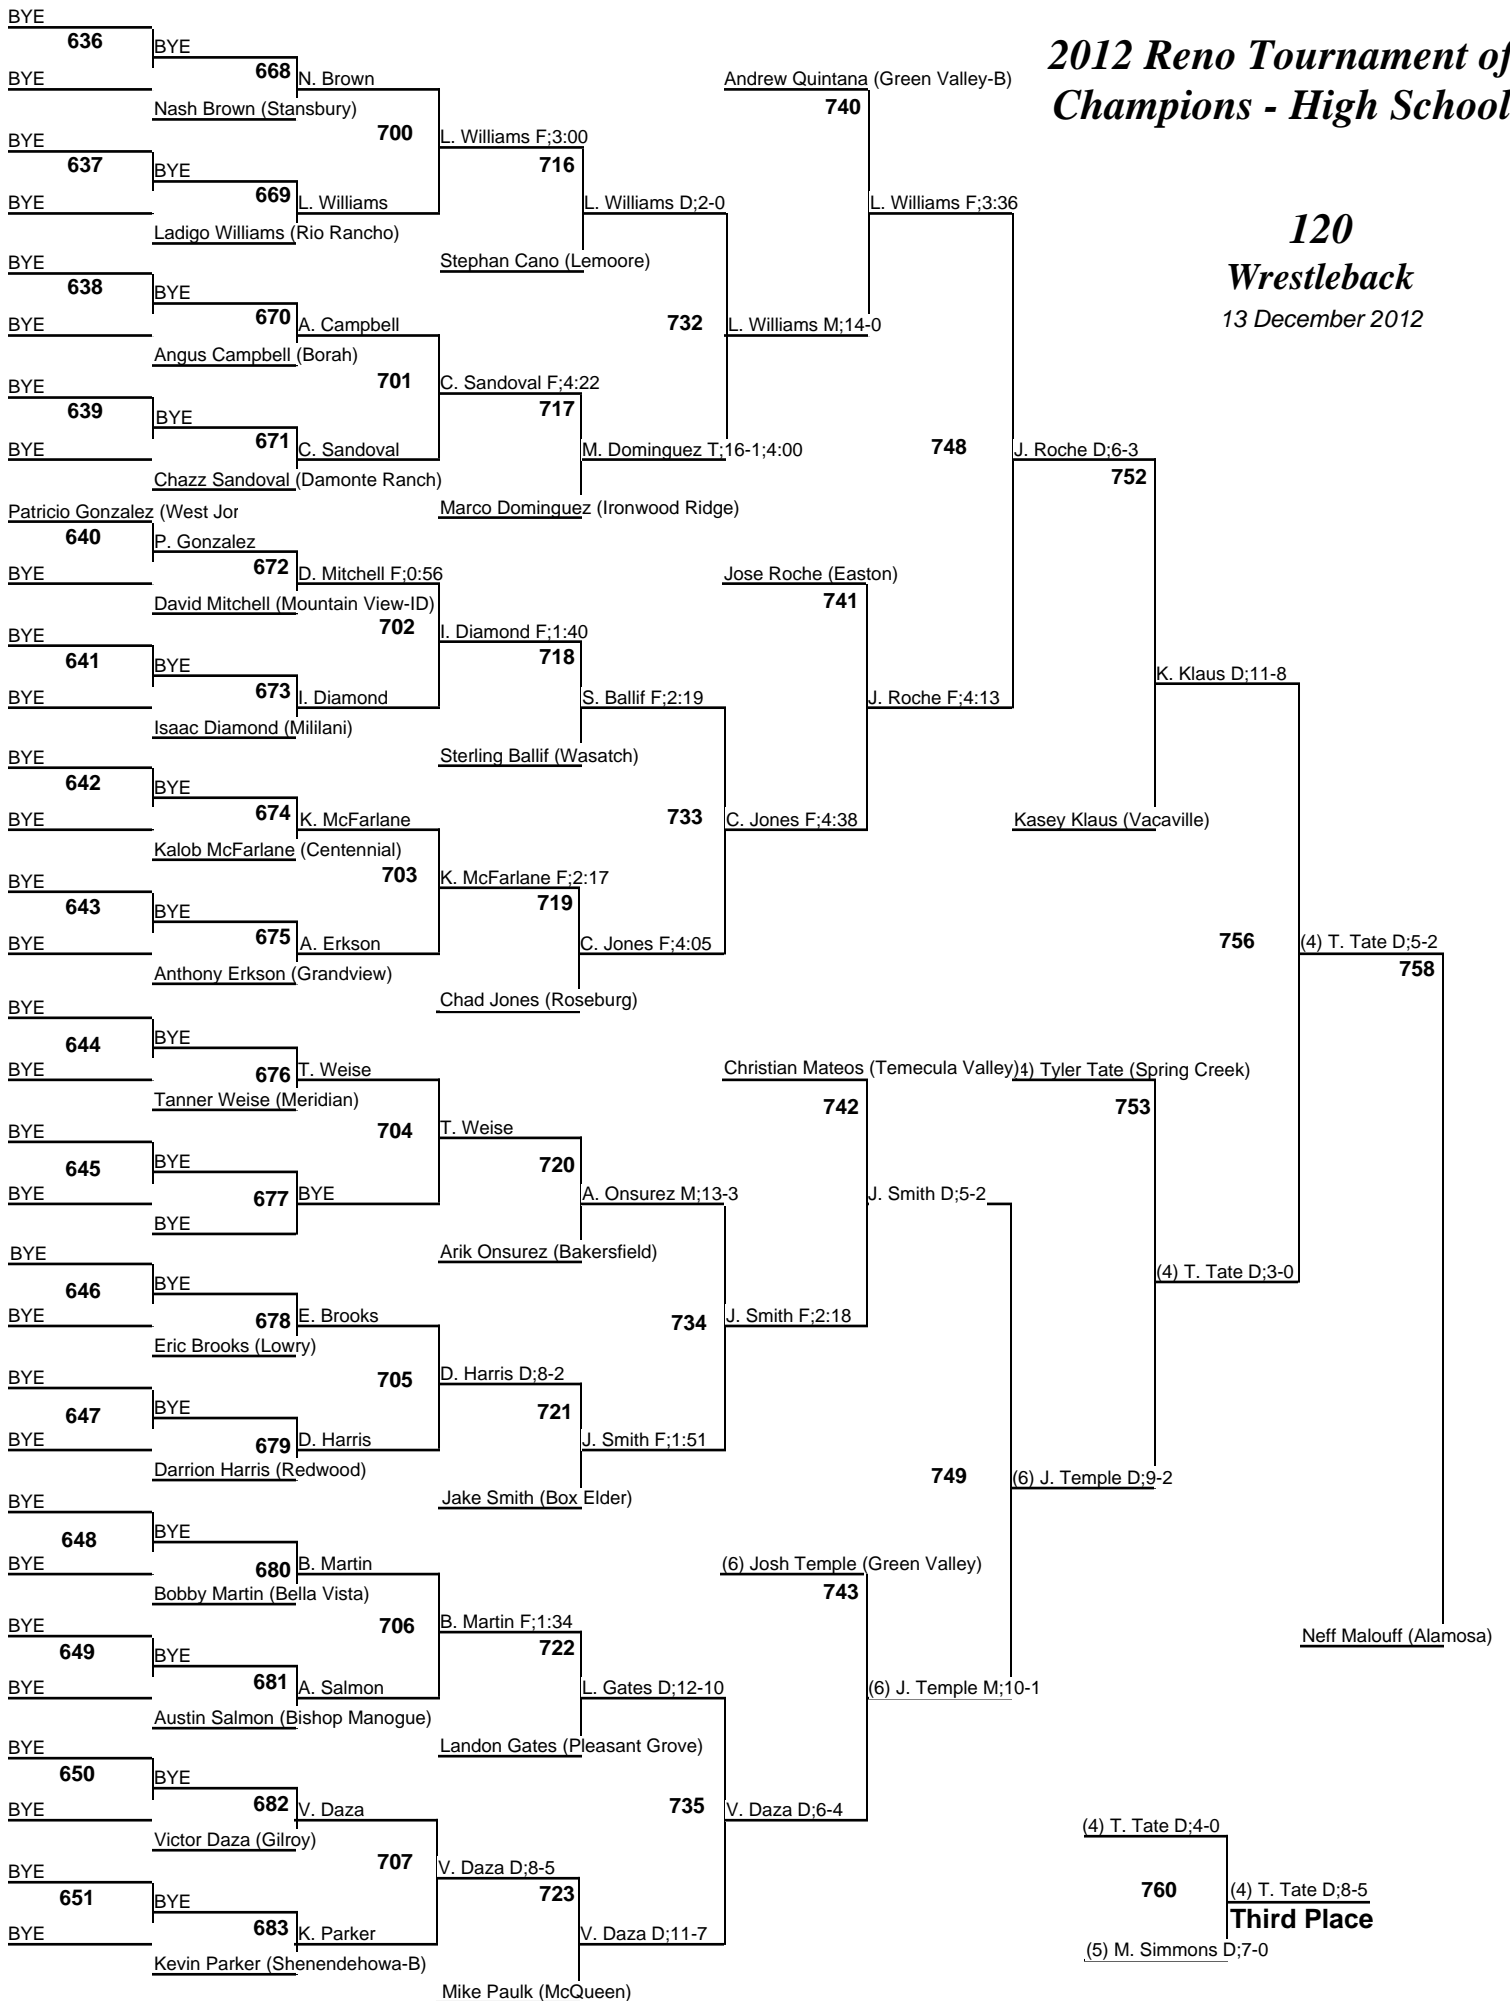 BYE
636
BYE
BYE
668
N. Brown
Nash Brown (Stansbury)
700
BYE
637
BYE
BYE
669
L. Williams
Ladigo Williams (Rio Rancho)
L. Williams F;3:00
716
L. Williams D;2-0
Stephan Cano (Lemoore)
BYE
638
BYE
BYE
670
A. Campbell
Angus Campbell (Borah)
701
BYE
639
BYE
BYE
671
C. Sandoval
Chazz Sandoval (Damonte Ranch)
C. Sandoval F;4:22
717
M. Dominguez T;16-1;4:00
Marco Dominguez (Ironwood Ridge)
732
L. Williams M;14-0
Andrew Quintana (Green Valley-B)
740
L. Williams F;3:36
2012 Reno Tournament of
Champions - High School
120
Wrestleback
13 December 2012
Patricio Gonzalez (West Jor
640
P. Gonzalez
BYE
672
D. Mitchell F;0:56
David Mitchell (Mountain View-ID)
702
BYE
641
BYE
BYE
673
I. Diamond
Isaac Diamond (Mililani)
I. Diamond F;1:40
718
S. Ballif F;2:19
Sterling Ballif (Wasatch)
BYE
642
BYE
BYE
674
K. McFarlane
Kalob McFarlane (Centennial)
703
BYE
643
BYE
BYE
675
A. Erkson
Anthony Erkson (Grandview)
K. McFarlane F;2:17
719
C. Jones F;4:05
Chad Jones (Roseburg)
733
C. Jones F;4:38
Jose Roche (Easton)
741
J. Roche F;4:13
748
J. Roche D;6-3
752
K. Klaus D;11-8
Kasey Klaus (Vacaville)
BYE
644
BYE
BYE
676
T. Weise
Tanner Weise (Meridian)
704
BYE
645
BYE
BYE
677
BYE
BYE
T. Weise
720
A. Onsurez M;13-3
Arik Onsurez (Bakersfield)
BYE
646
BYE
BYE
678
E. Brooks
Eric Brooks (Lowry)
705
BYE
647
BYE
BYE
679
D. Harris
Darrion Harris (Redwood)
D. Harris D;8-2
721
J. Smith F;1:51
Jake Smith (Box Elder)
734
J. Smith F;2:18
Christian Mateos (Temecula Valley)
742
J. Smith D;5-2
4) Tyler Tate (Spring Creek)
753
(4) T. Tate D;3-0
756
(4) T. Tate D;5-2
758
BYE
648
BYE
BYE
680
B. Martin
Bobby Martin (Bella Vista)
706
BYE
649
BYE
BYE
681
A. Salmon
Austin Salmon (Bishop Manogue)
B. Martin F;1:34
722
L. Gates D;12-10
Landon Gates (Pleasant Grove)
BYE
650
BYE
BYE
682
V. Daza
Victor Daza (Gilroy)
707
BYE
651
BYE
BYE
683
K. Parker
Kevin Parker (Shenendehowa-B)
V. Daza D;8-5
723
V. Daza D;11-7
Mike Paulk (McQueen)
735
V. Daza D;6-4
(6) Josh Temple (Green Valley)
743
(6) J. Temple M;10-1
749
(6) J. Temple D;9-2
Neff Malouff (Alamosa)
(4) T. Tate D;4-0
760
(4) T. Tate D;8-5
Third Place
(5) M. Simmons D;7-0